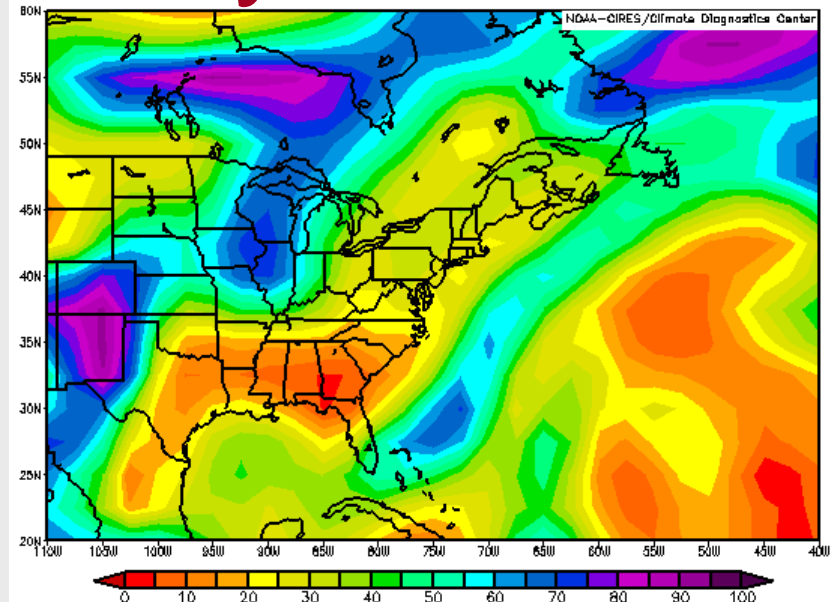 60N
NOAA-CIRES/Climate Diagnostics Center
55N
50N
45N
40N
35N
30N
25N
20N
110W 105W 100W 95W 90W 85W 80W 75W 70W 65W 60W 55W 50W 45W 40W
0 10 20 30 40 50 60 70 80 90 100